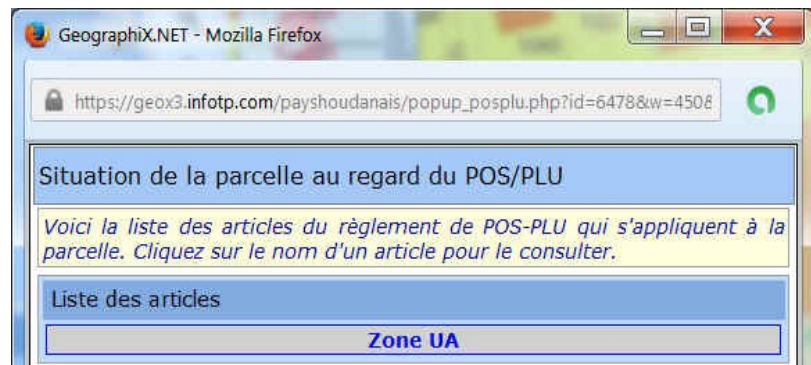 GeographiX.NET - Mozilla Firefox
https://geox3.infotp.com/payshoudanais/popup_posplu.php?id=6478&w=450&
Situation de la parcelle au regard du POS/PLU
Voici la liste des articles du règlement de POS-PLU qui s'appliquent à la
parcelle. Cliquez sur le nom d'un article pour le consulter.
Liste des articles
Zone UA